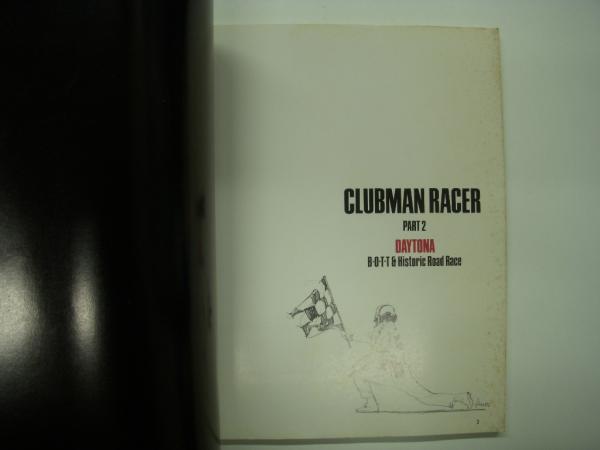 CLUBMAN RACER
PART 2
DAYTONA
B·O·T·T & Historic Road Race